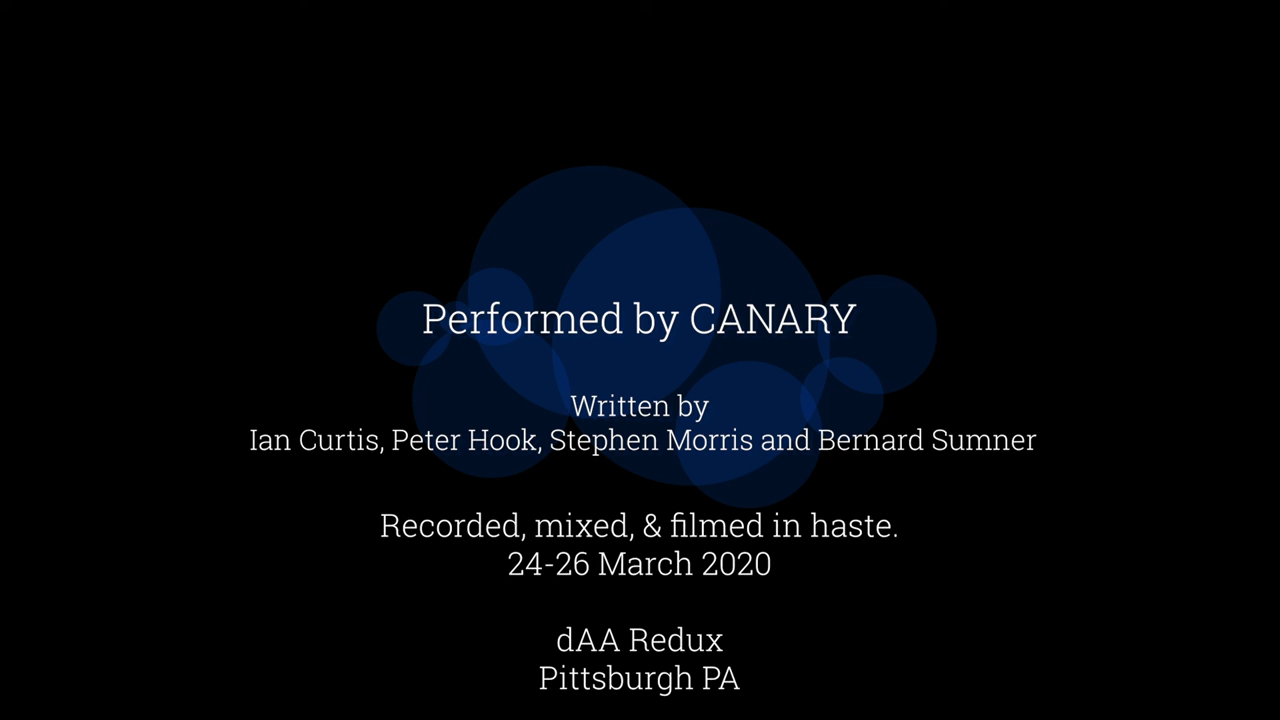 Performed by CANARY
Written by
Ian Curtis, Peter Hook, Stephen Morris and Bernard Sumner
Recorded, mixed, & filmed in haste.
24-26 March 2020
dAA Redux
Pittsburgh PA